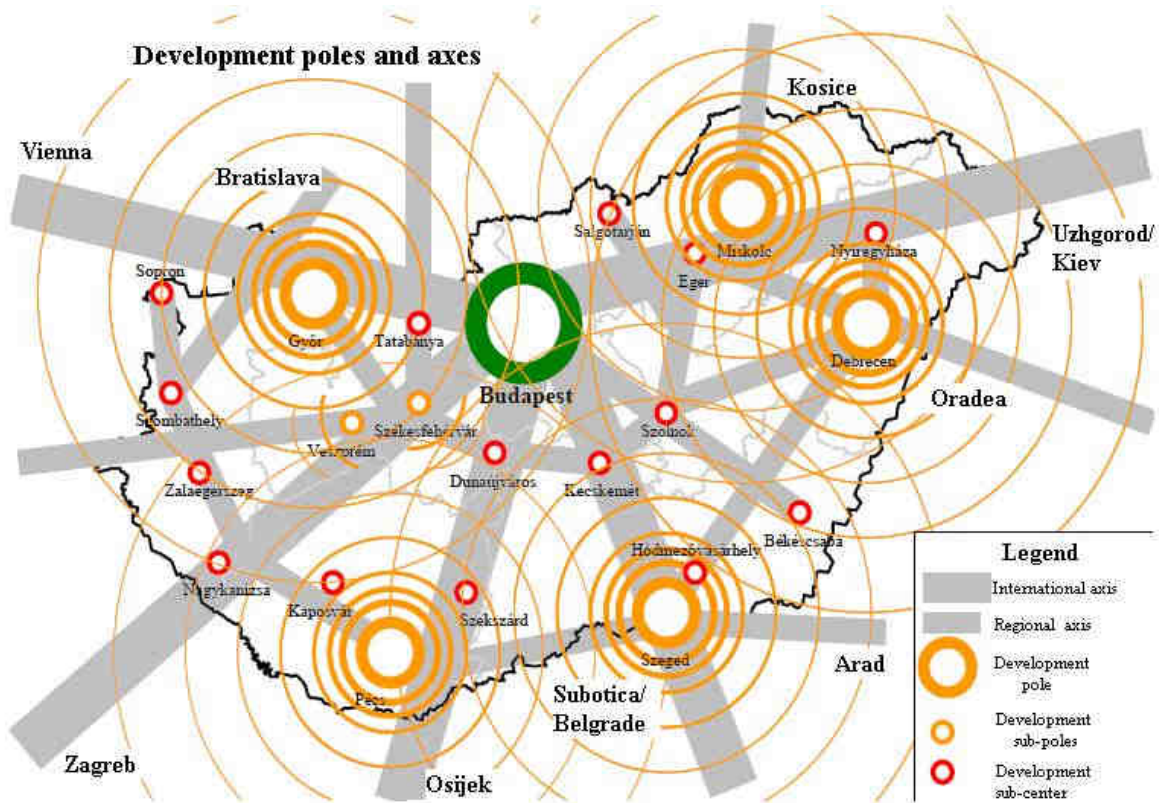 Development poles and axes
Kosice
Vienna
Bratislava
Salgótarján
Miskolc
Nyíregyháza
Uzhgorod/
Kiev
Sopron
Eger
Győr
Tatabánya
Debrecen
Budapest
Oradea
Szombathely
Veszprém
Székesfehérvár
Szolnok
Zalaegerszeg
Dunaújváros
Kecskemét
Békéscsaba
Hódmezővásárhely
Nagykanizsa
Kaposvár
Szekszárd
Szeged
Arad
Pécs
Subotica/
Belgrade
Zagreb
Osijek
Legend
International axis
Regional axis
Development
pole
Development
sub-poles
Development
sub-center